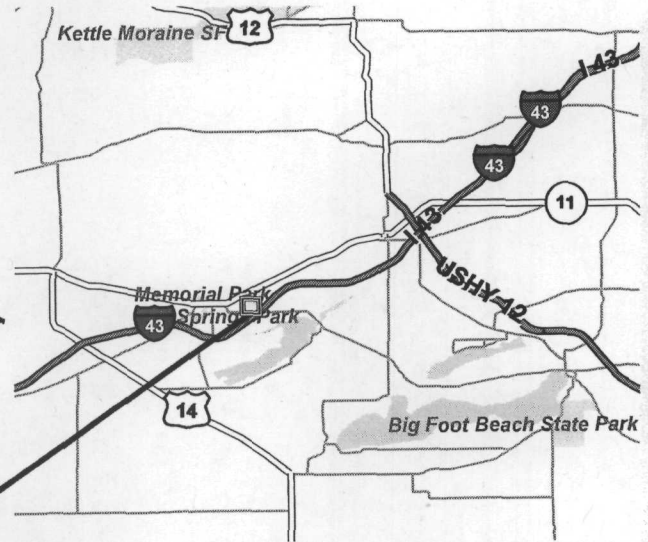 Kettle Moraine SF
12
I 43
43
43
11
I 43
USHY 12
Memorial Park
Springs Park
43
14
Big Foot Beach State Park